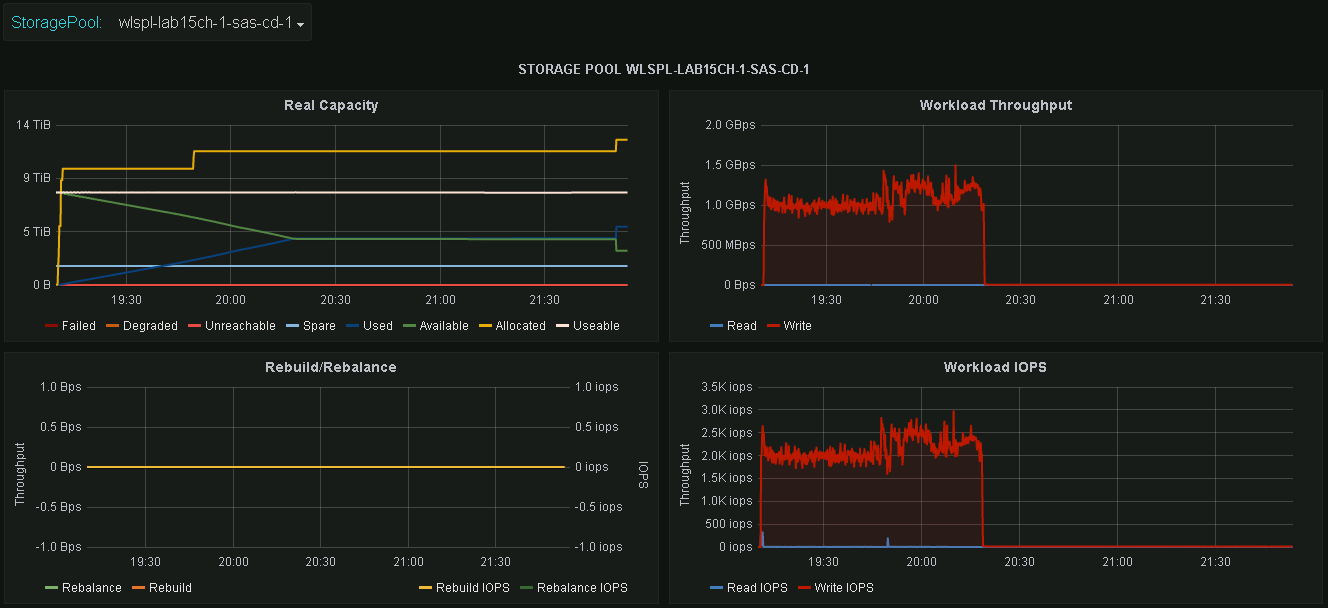 StoragePool: wlspl-lab15ch-1-sas-cd-1
STORAGE POOL WLSPL-LAB15CH-1-SAS-CD-1
Real Capacity
14 TiB
9 TiB
5 TiB
0 B
19:30 20:00 20:30 21:00 21:30
Failed Degraded Unreachable Spare Used Available Allocated Useable
Workload Throughput
Throughput
2.0 GBps
1.5 GBps
1.0 GBps
500 MBps
0 Bps
19:30 20:00 20:30 21:00 21:30
Read Write
Rebuild/Rebalance
Throughput
1.0 Bps 1.0 iops
0.5 Bps 0.5 iops
0 Bps 0 iops
-0.5 Bps -0.5 iops
-1.0 Bps -1.0 iops
IOPS
19:30 20:00 20:30 21:00 21:30
Rebalance Rebuild Rebuild IOPS Rebalance IOPS
Workload IOPS
Throughput
3.5K iops
3.0K iops
2.5K iops
2.0K iops
1.5K iops
1.0K iops
500 iops
0 iops
19:30 20:00 20:30 21:00 21:30
Read IOPS Write IOPS